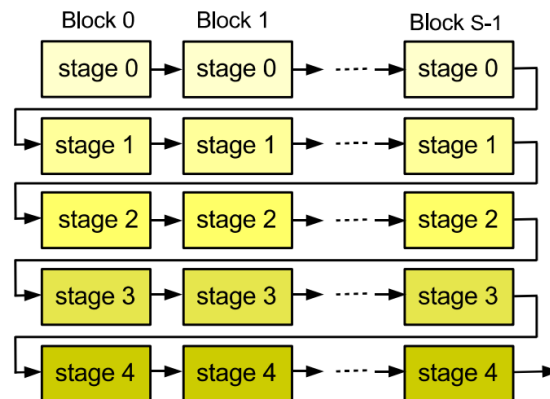 Block 0 Block 1 Block S-1
stage 0 stage 0 stage 0
stage 1 stage 1 stage 1
stage 2 stage 2 stage 2
stage 3 stage 3 stage 3
stage 4 stage 4 stage 4